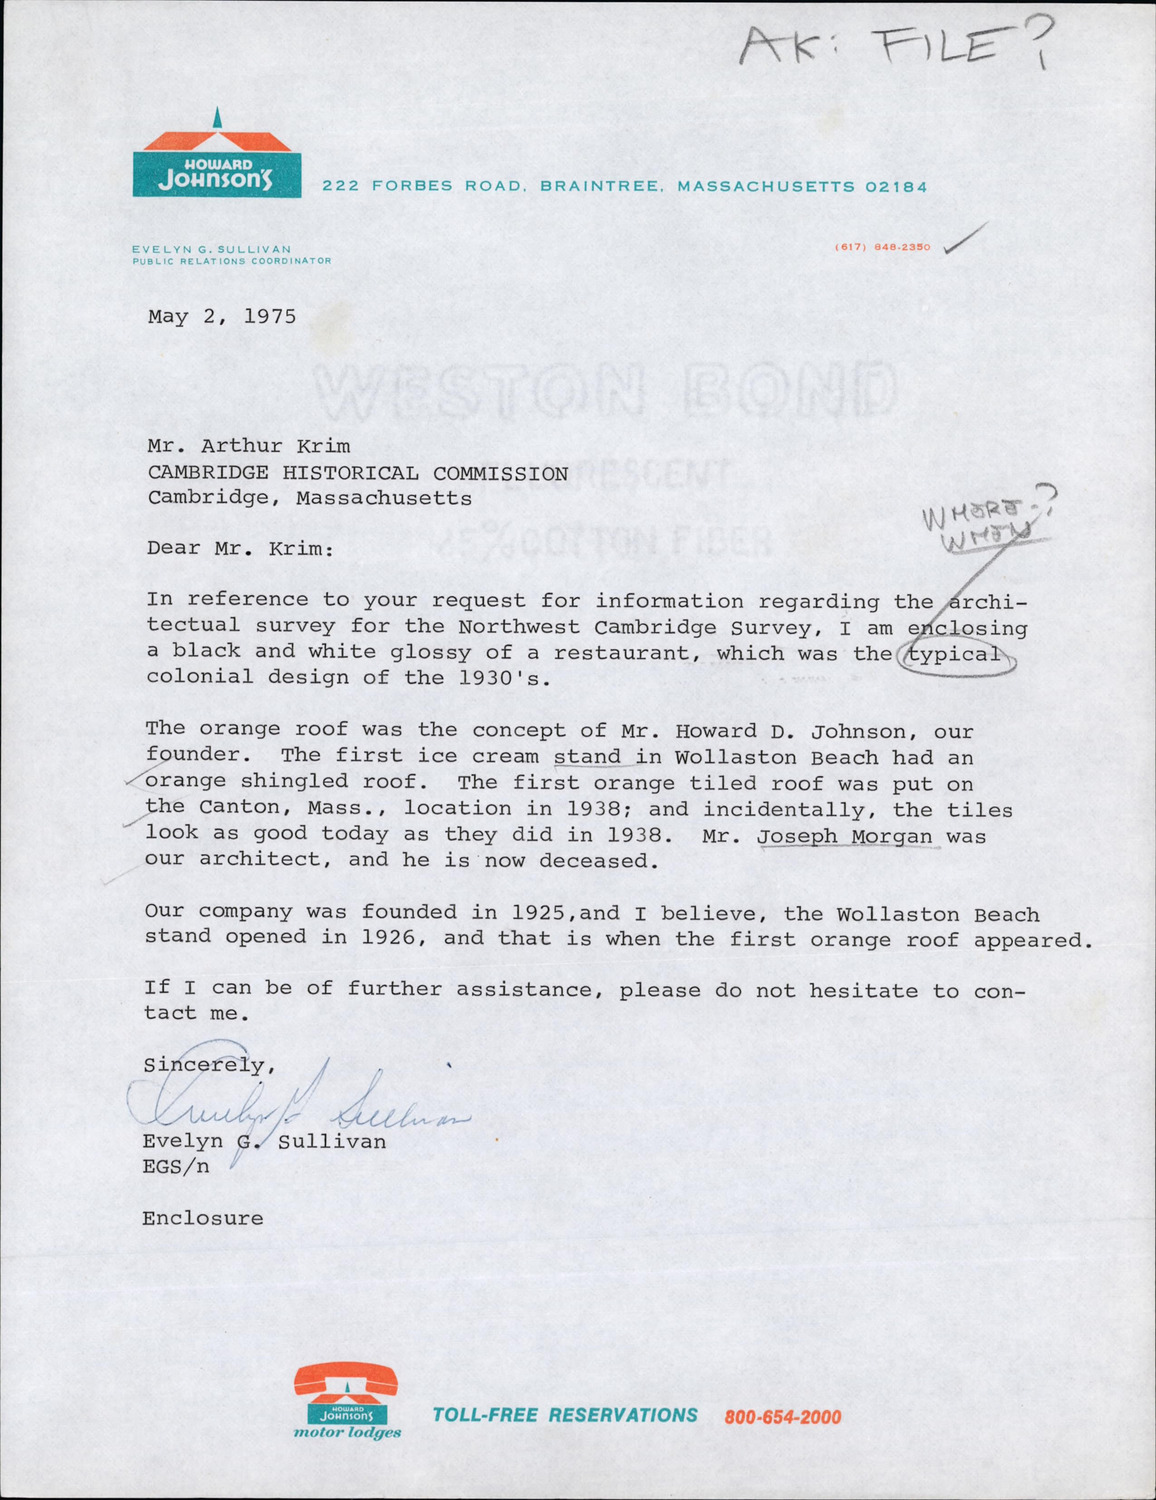 AK: FILE?
HOWARD
JOHNSON'S
222 FORBES ROAD, BRAINTREE, MASSACHUSETTS 02184
EVELYN G. SULLIVAN
PUBLIC RELATIONS COORDINATOR
(617) 848-2350
May 2, 1975
WESTON BOND
FLUORESCENT
25% COTTON FIBER
Mr. Arthur Krim
CAMBRIDGE HISTORICAL COMMISSION
Cambridge, Massachusetts
WHERE-?
WHEN
Dear Mr. Krim:
In reference to your request for information regarding the archi-
tectual survey for the Northwest Cambridge Survey, I am enclosing
a black and white glossy of a restaurant, which was the typical
colonial design of the 1930's.
The orange roof was the concept of Mr. Howard D. Johnson, our
founder. The first ice cream stand in Wollaston Beach had an
orange shingled roof. The first orange tiled roof was put on
the Canton, Mass., location in 1938; and incidentally, the tiles
look as good today as they did in 1938. Mr. Joseph Morgan was
our architect, and he is now deceased.
Our company was founded in 1925,and I believe, the Wollaston Beach
stand opened in 1926, and that is when the first orange roof appeared.
If I can be of further assistance, please do not hesitate to con-
tact me.
Sincerely,
Evelyn G Sullivan
Evelyn G. Sullivan
EGS/n
Enclosure
HOWARD
JOHNSON'S
motor lodges
TOLL-FREE RESERVATIONS 800-654-2000